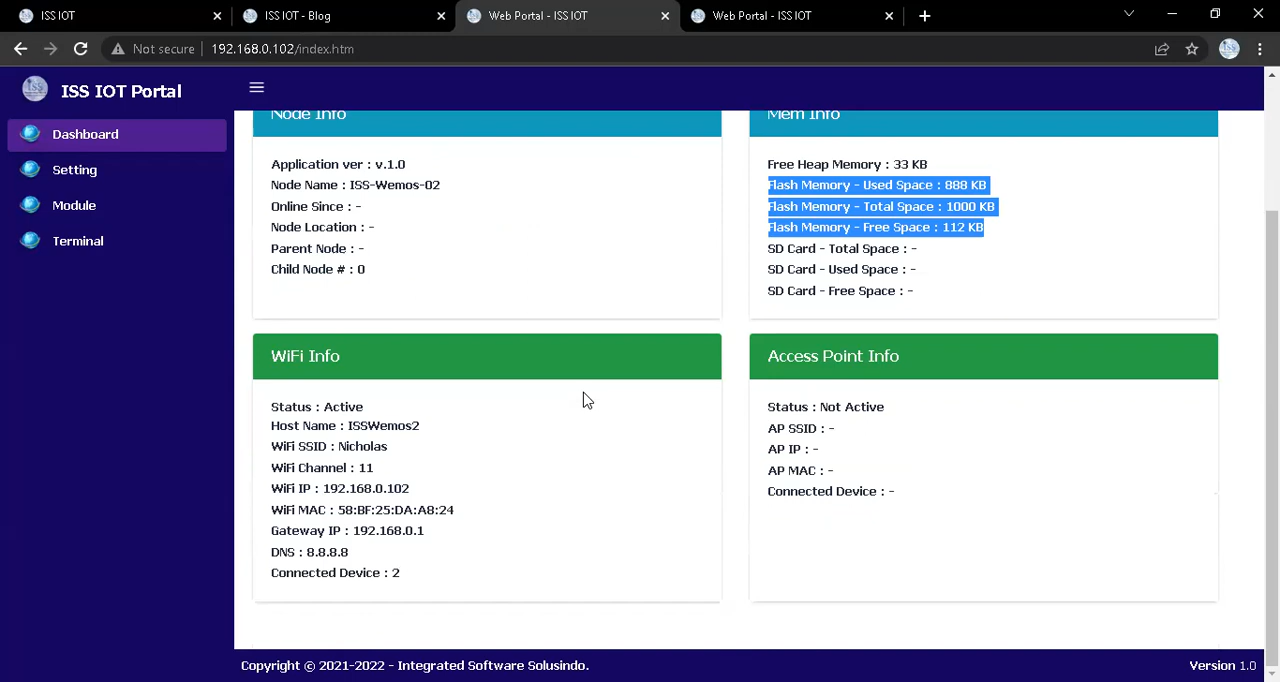 ISS IOT
ISS IOT - Blog
Web Portal - ISS IOT
Web Portal - ISS IOT
Not secure
192.168.0.102/index.htm
ISS IOT Portal
Dashboard
Setting
Module
Terminal
Node Info
Application ver : v.1.0
Node Name : ISS-Wemos-02
Online Since : -
Node Location : -
Parent Node : -
Child Node # : 0
Mem Info
Free Heap Memory : 33 KB
Flash Memory - Used Space : 888 KB
Flash Memory - Total Space : 1000 KB
Flash Memory - Free Space : 112 KB
SD Card - Total Space : -
SD Card - Used Space : -
SD Card - Free Space : -
WiFi Info
Status : Active
Host Name : ISSWemos2
WiFi SSID : Nicholas
WiFi Channel : 11
WiFi IP : 192.168.0.102
WiFi MAC : 58:BF:25:DA:A8:24
Gateway IP : 192.168.0.1
DNS : 8.8.8.8
Connected Device : 2
Access Point Info
Status : Not Active
AP SSID : -
AP IP : -
AP MAC : -
Connected Device : -
Copyright © 2021-2022 - Integrated Software Solusindo.
Version 1.0